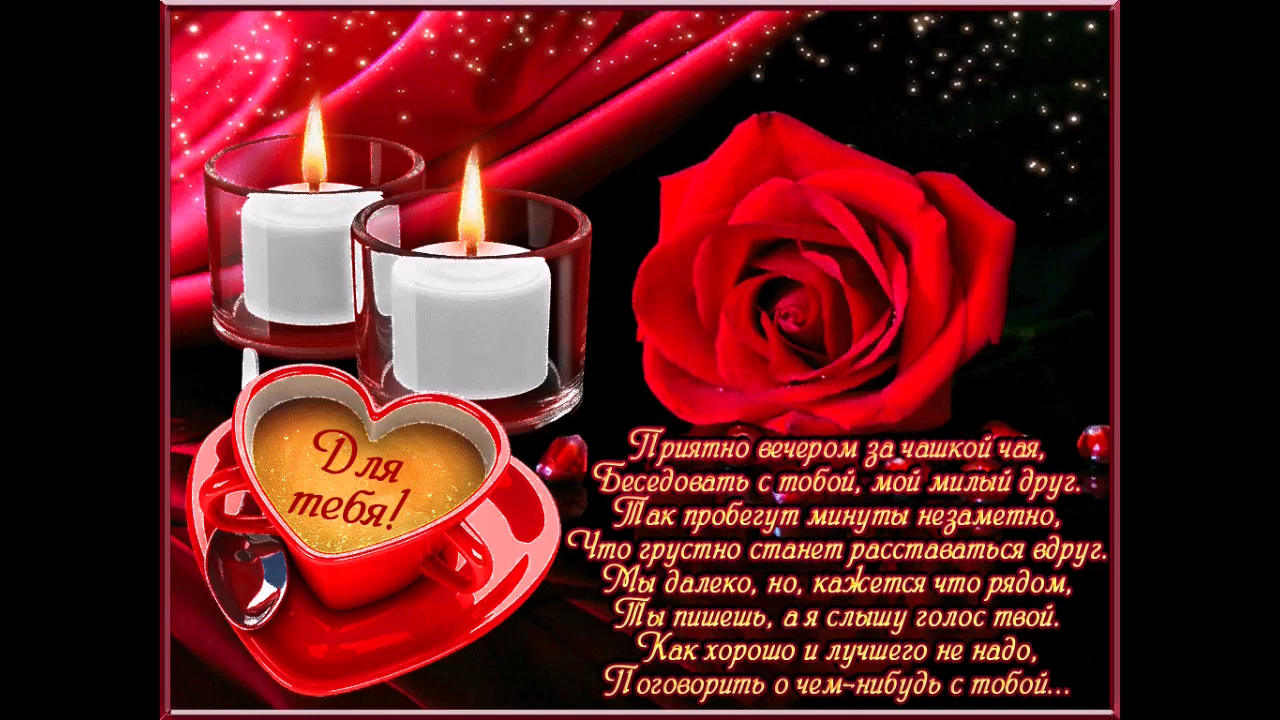 Для
тебя!
Приятно вечером за чашкой чая,
Беседовать с тобой, мой милый друг.
Так пробегут минуты незаметно,
Что грустно станет расставаться вдруг.
Мы далеко, но, кажется что рядом,
Ты пишешь, а я слышу голос твой.
Как хорошо и лучшего не надо,
Поговорить о чем-нибудь с тобой...